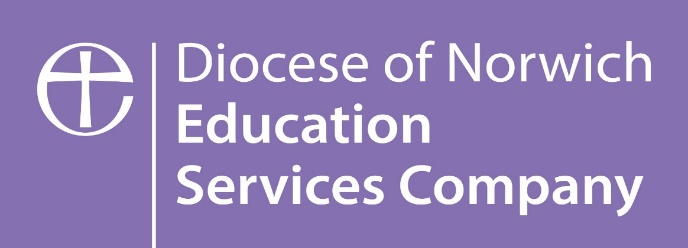 Diocese of Norwich
Education
Services Company